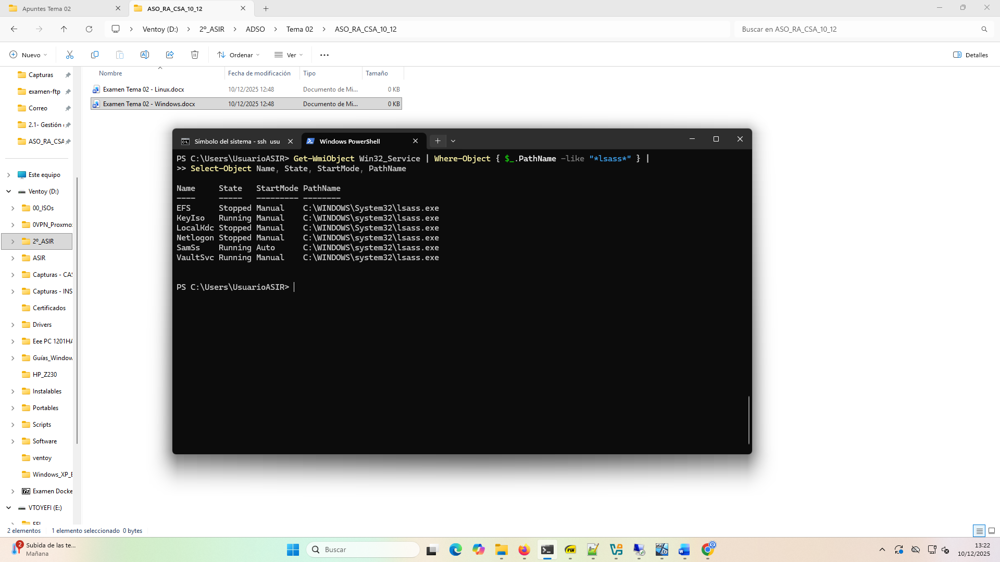 Apuntes Tema 02
ASO_RA_CSA_10_12
Ventoy (D:) > 2º_ASIR > ADSO > Tema 02 > ASO_RA_CSA_10_12
Buscar en ASO_RA_CSA_10_12
Nuevo
Ordenar
Ver
Detalles
Nombre Fecha de modificación Tipo Tamaño
Examen Tema 02 - Linux.docx 10/12/2025 12:48 Documento de Mi... 0 KB
Examen Tema 02 - Windows.docx 10/12/2025 12:48 Documento de Mi... 0 KB
Capturas
examen-ftp
Correo
2.1- Gestión
ASO_RA_CSA
Este equipo
Ventoy (D:)
00_ISOs
0VPN_Proxmo
2º_ASIR
ASIR
Capturas - CAS
Capturas - INS
Certificados
Drivers
Eee PC 1201HA
Guías_Window
HP_Z230
Instalables
Portables
Scripts
Software
ventoy
Windows_XP_E
Examen Docke
VTOYEFI (E:)
EFI
Símbolo del sistema - ssh usu
Windows PowerShell
PS C:\Users\UsuarioASIR> Get-WmiObject Win32_Service | Where-Object { $_.PathName -like "*lsass*" } |
>> Select-Object Name, State, StartMode, PathName
Name State StartMode PathName
---- ----- --------- --------
EFS Stopped Manual C:\WINDOWS\System32\lsass.exe
KeyIso Running Manual C:\WINDOWS\system32\lsass.exe
LocalKdc Stopped Manual C:\WINDOWS\System32\lsass.exe
Netlogon Stopped Manual C:\WINDOWS\system32\lsass.exe
SamSs Running Auto C:\WINDOWS\system32\lsass.exe
VaultSvc Running Manual C:\WINDOWS\system32\lsass.exe
PS C:\Users\UsuarioASIR>
2 elementos 1 elemento seleccionado 0 bytes
2
Subida de las te...
Mañana
Buscar
13:22
10/12/2025